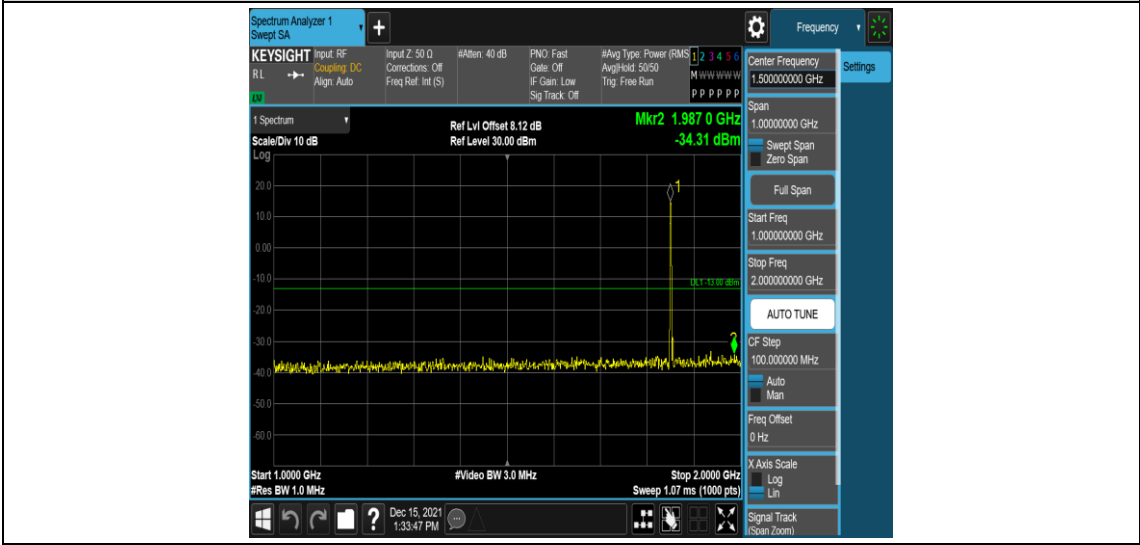 Spectrum Analyzer 1
Swept SA
+
Frequency
KEYSIGHT
RL
LM
Input: RF
Coupling: DC
Align: Auto
Input Z: 50 Ω
Corrections: Off
Freq Ref: Int (S)
#Atten: 40 dB
PNO: Fast
Gate: Off
IF Gain: Low
Sig Track: Off
#Avg Type: Power (RMS
Avg|Hold: 50/50
Trig: Free Run
1 2 3 4 5 6
M W W W W W
P P P P P P
1 Spectrum
Scale/Div 10 dB
Log
Ref Lvl Offset 8.12 dB
Ref Level 30.00 dBm
Mkr2 1.987 0 GHz
-34.31 dBm
20.0
10.0
0.00
-10.0
-20.0
-30.0
-40.0
-50.0
-60.0
1
DL1 -13.00 dBm
2
Start 1.0000 GHz
#Res BW 1.0 MHz
#Video BW 3.0 MHz
Stop 2.0000 GHz
Sweep 1.07 ms (1000 pts)
Dec 15, 2021
1:33:47 PM
?
Settings
Center Frequency
1.500000000 GHz
Span
1.00000000 GHz
Swept Span
Zero Span
Full Span
Start Freq
1.000000000 GHz
Stop Freq
2.000000000 GHz
AUTO TUNE
CF Step
100.000000 MHz
Auto
Man
Freq Offset
0 Hz
X Axis Scale
Log
Lin
Signal Track
(Span Zoom)